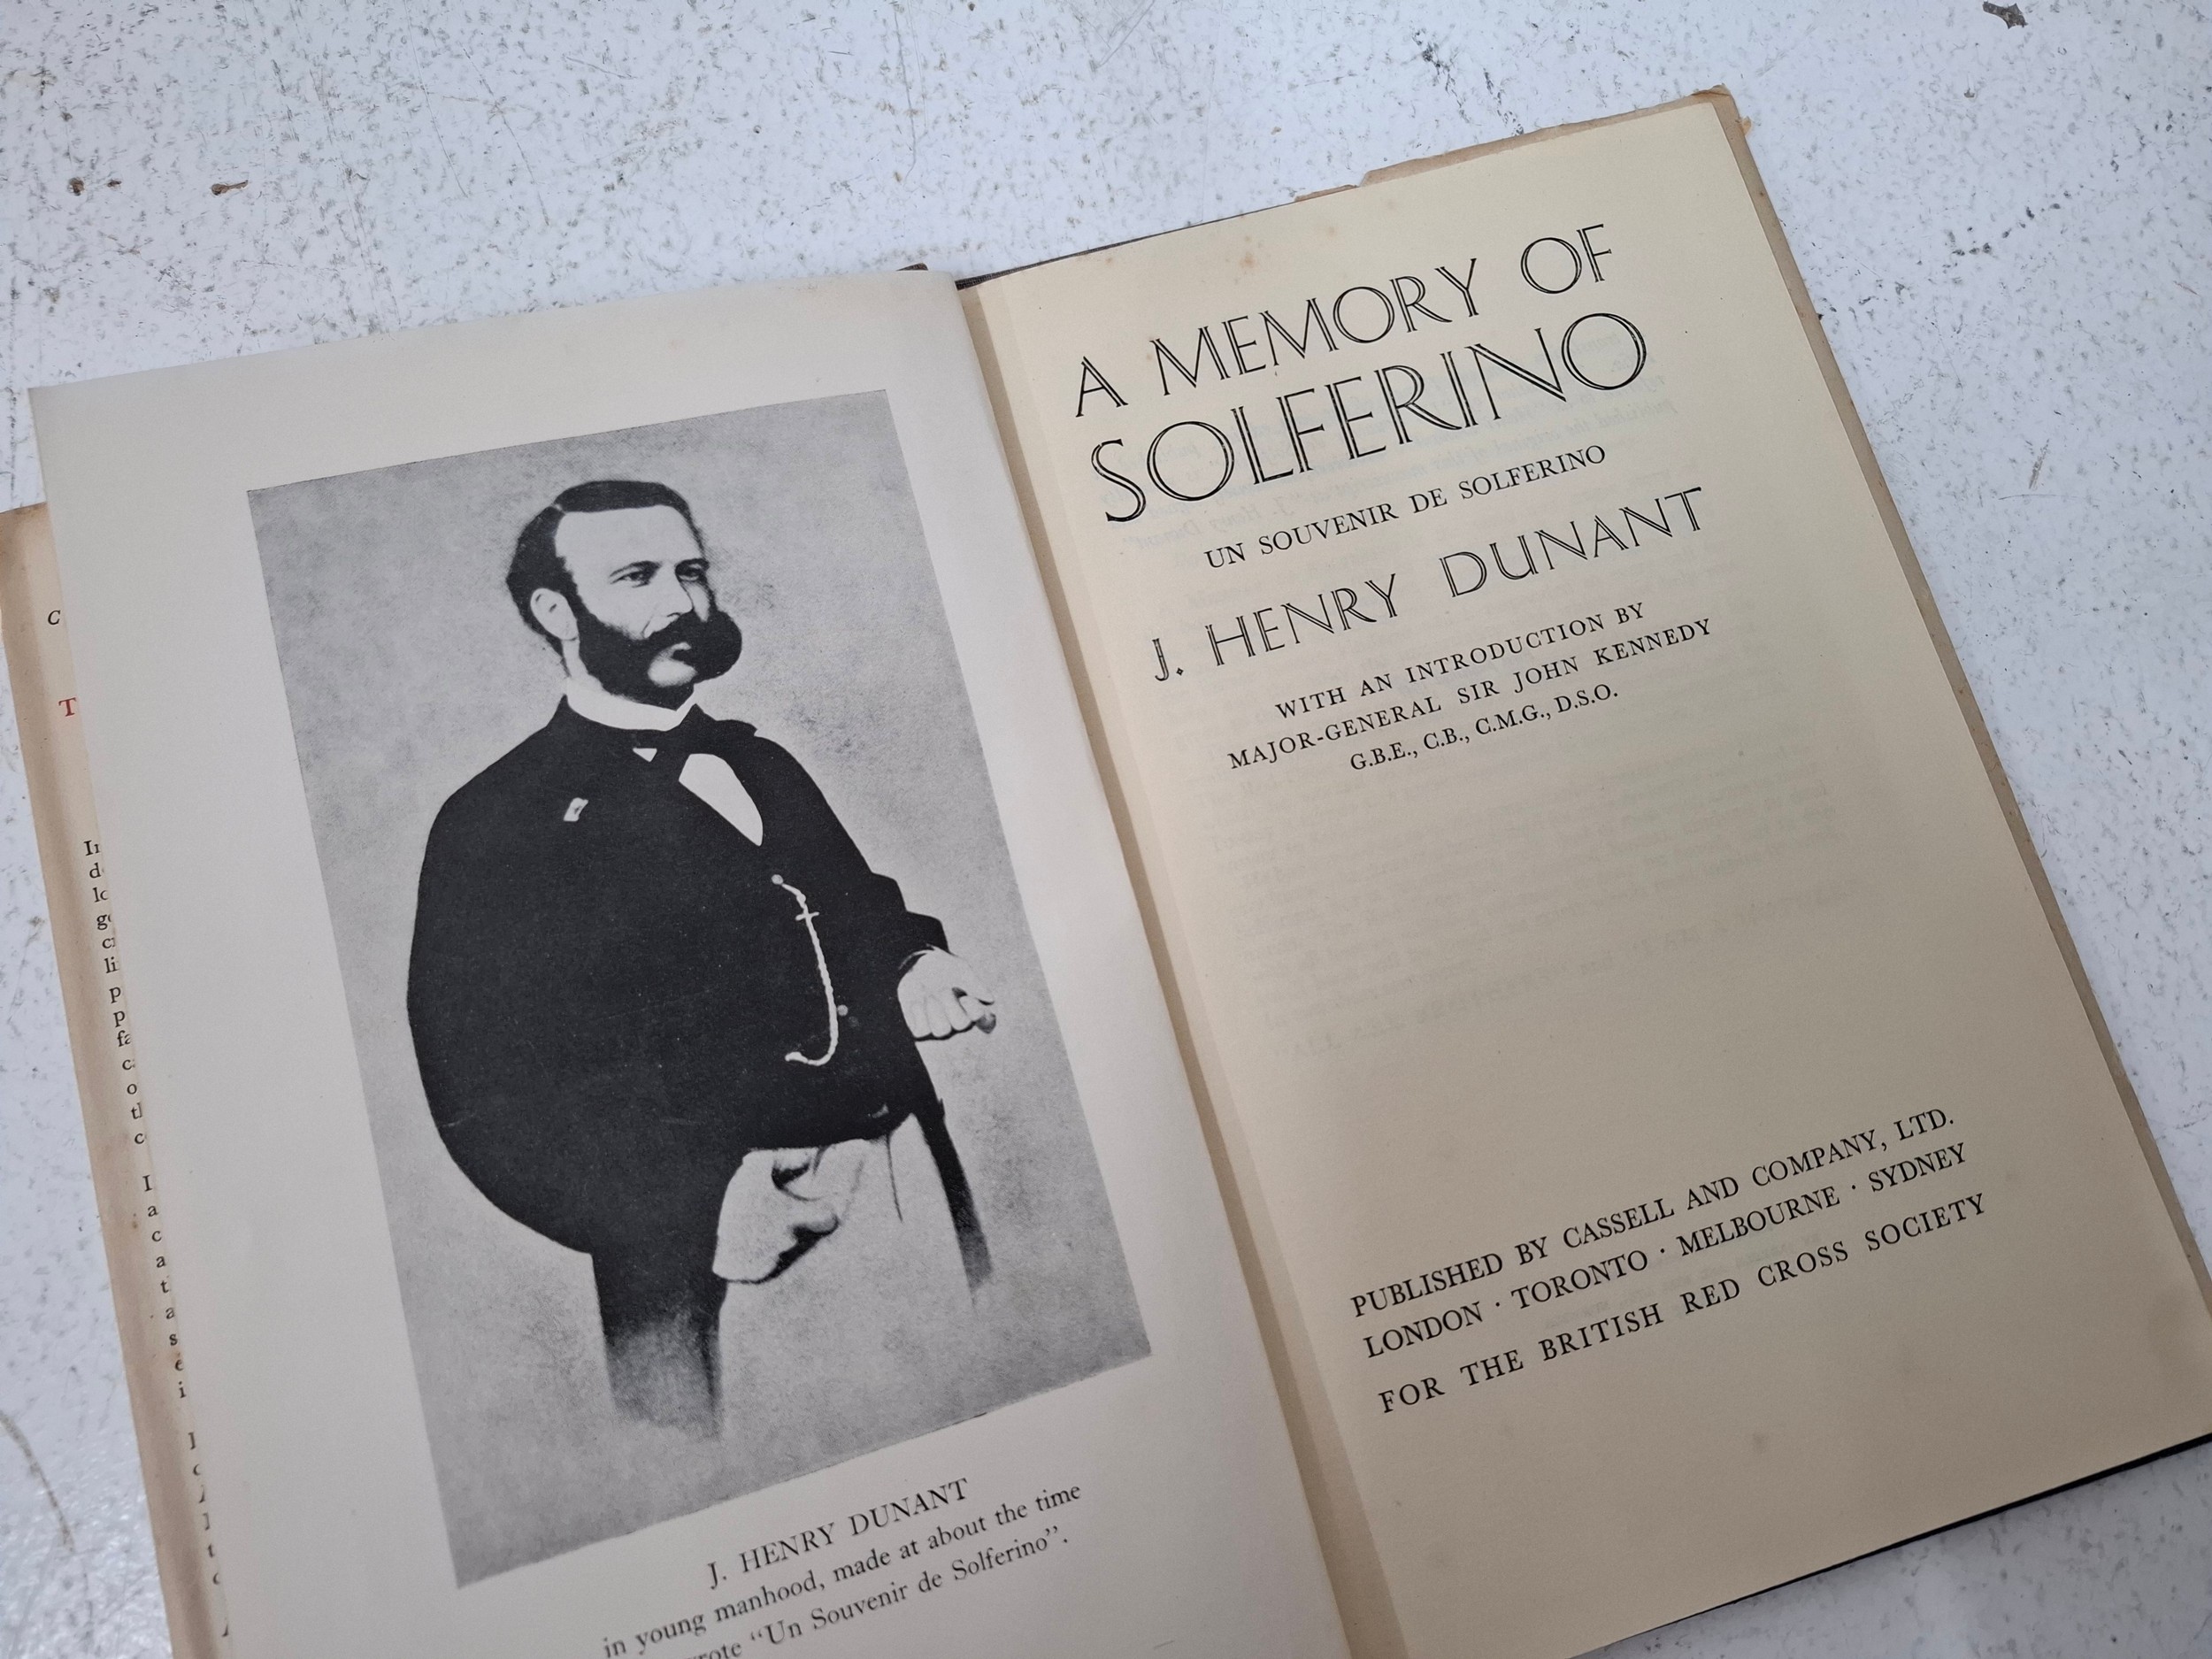 J. HENRY DUNANT
in young manhood, made at about the time
wrote "Un Souvenir de Solferino".
A MEMORY OF
SOLFERINO
UN SOUVENIR DE SOLFERINO
J. HENRY DUNANT
WITH AN INTRODUCTION BY
MAJOR-GENERAL SIR JOHN KENNEDY
G.B.E., C.B., C.M.G., D.S.O.
PUBLISHED BY CASSELL AND COMPANY, LTD.
LONDON · TORONTO · MELBOURNE · SYDNEY
FOR THE BRITISH RED CROSS SOCIETY